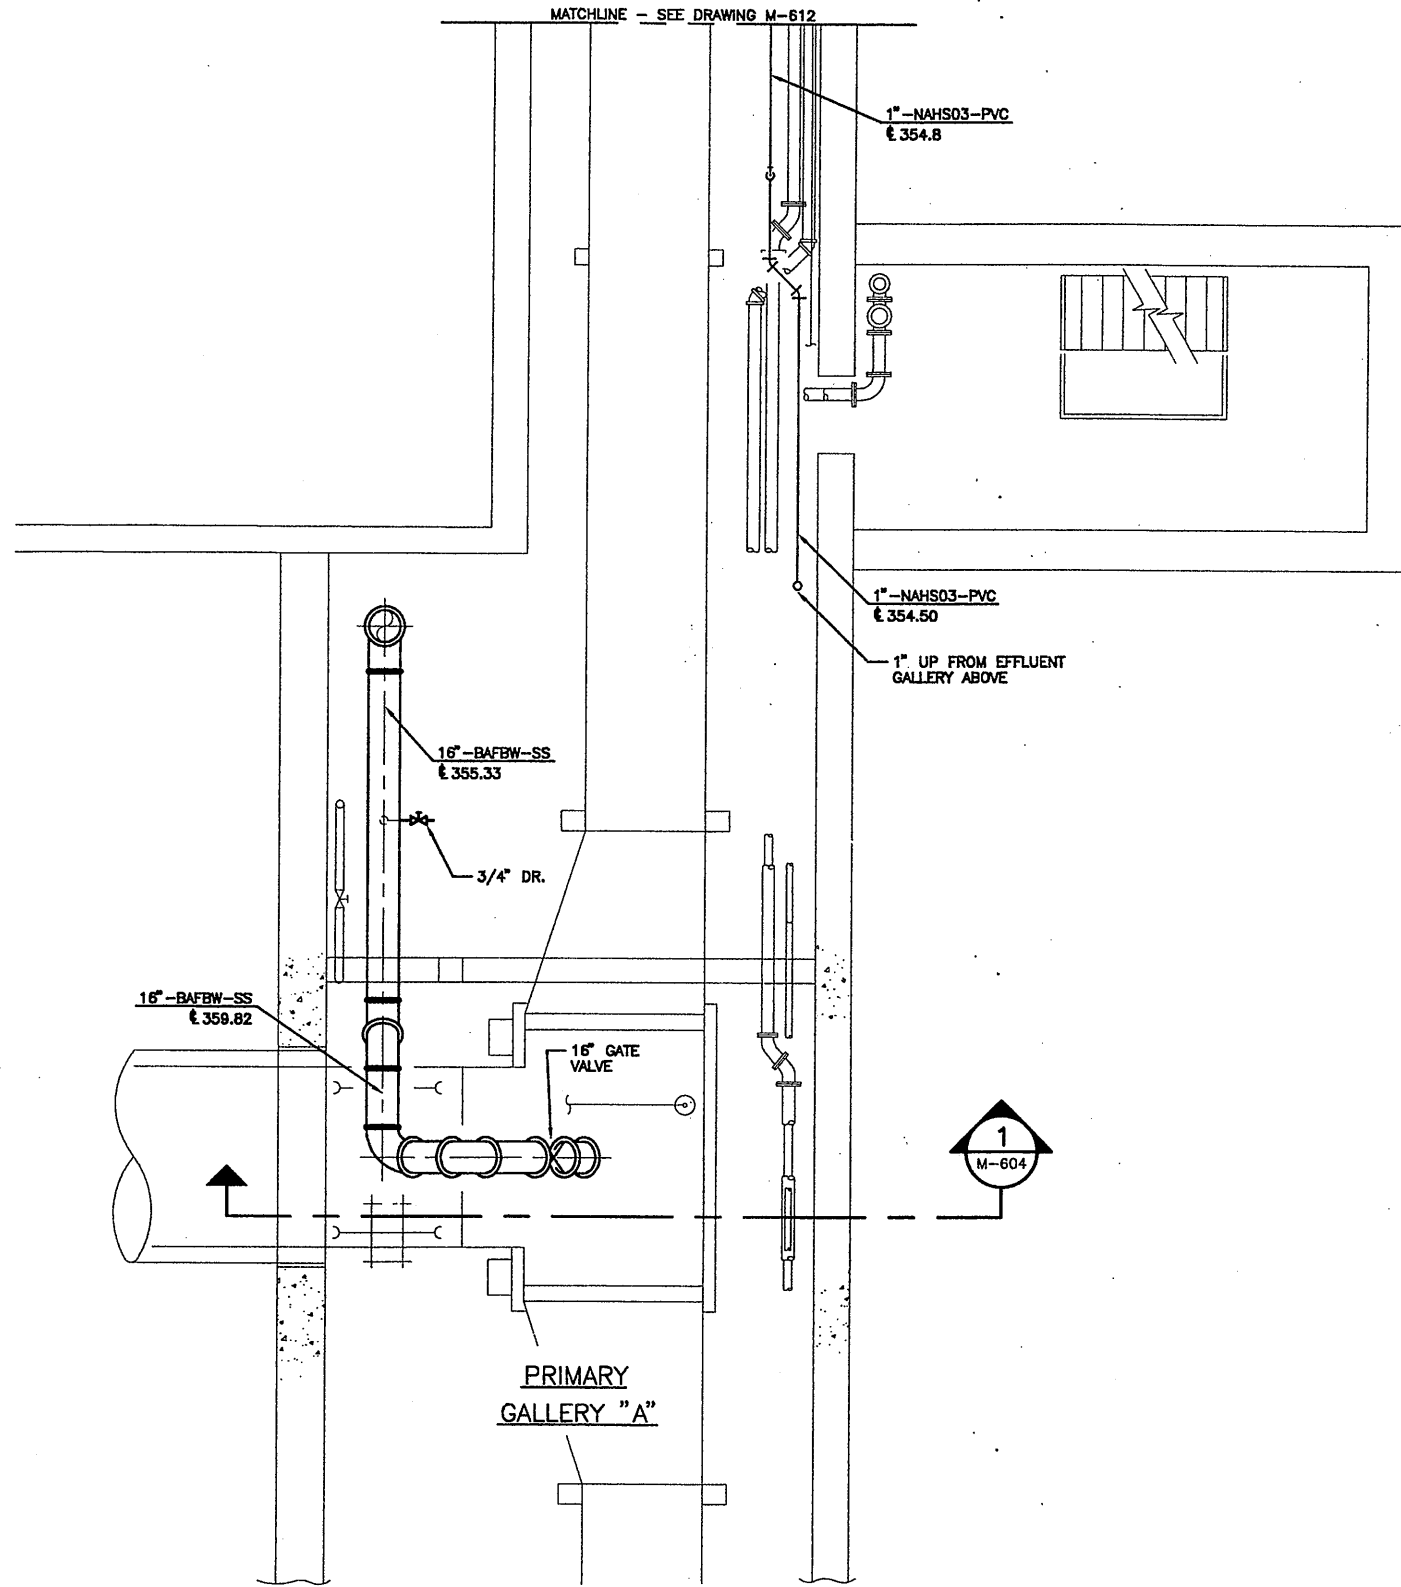 MATCHLINE - SEE DRAWING M-612
1"-NAHS03-PVC
℄ 354.8
1"-NAHS03-PVC
℄ 354.50
1" UP FROM EFFLUENT
GALLERY ABOVE
16"-BAFBW-SS
℄ 355.33
3/4" DR.
16"-BAFBW-SS
℄ 359.82
16" GATE
VALVE
1
M-604
PRIMARY
GALLERY "A"